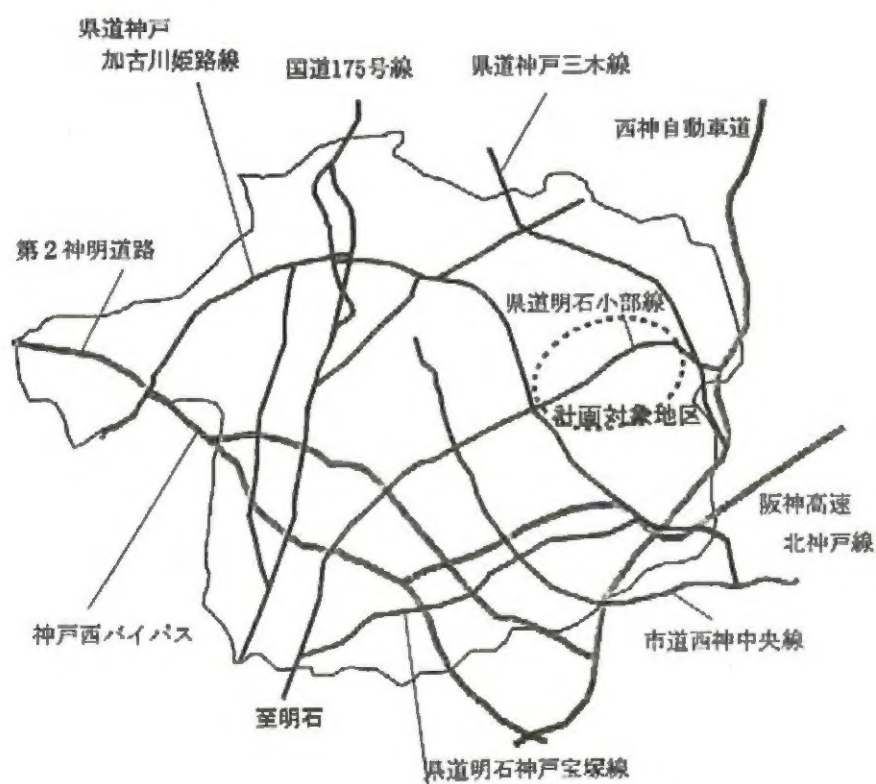 県道神戸
加古川姫路線
国道175号線
県道神戸三木線
西神自動車道
第2神明道路
県道明石小部線
計画対象地区
阪神高速
北神戸線
神戸西バイパス
市道西神中央線
至明石
県道明石神戸宝塚線